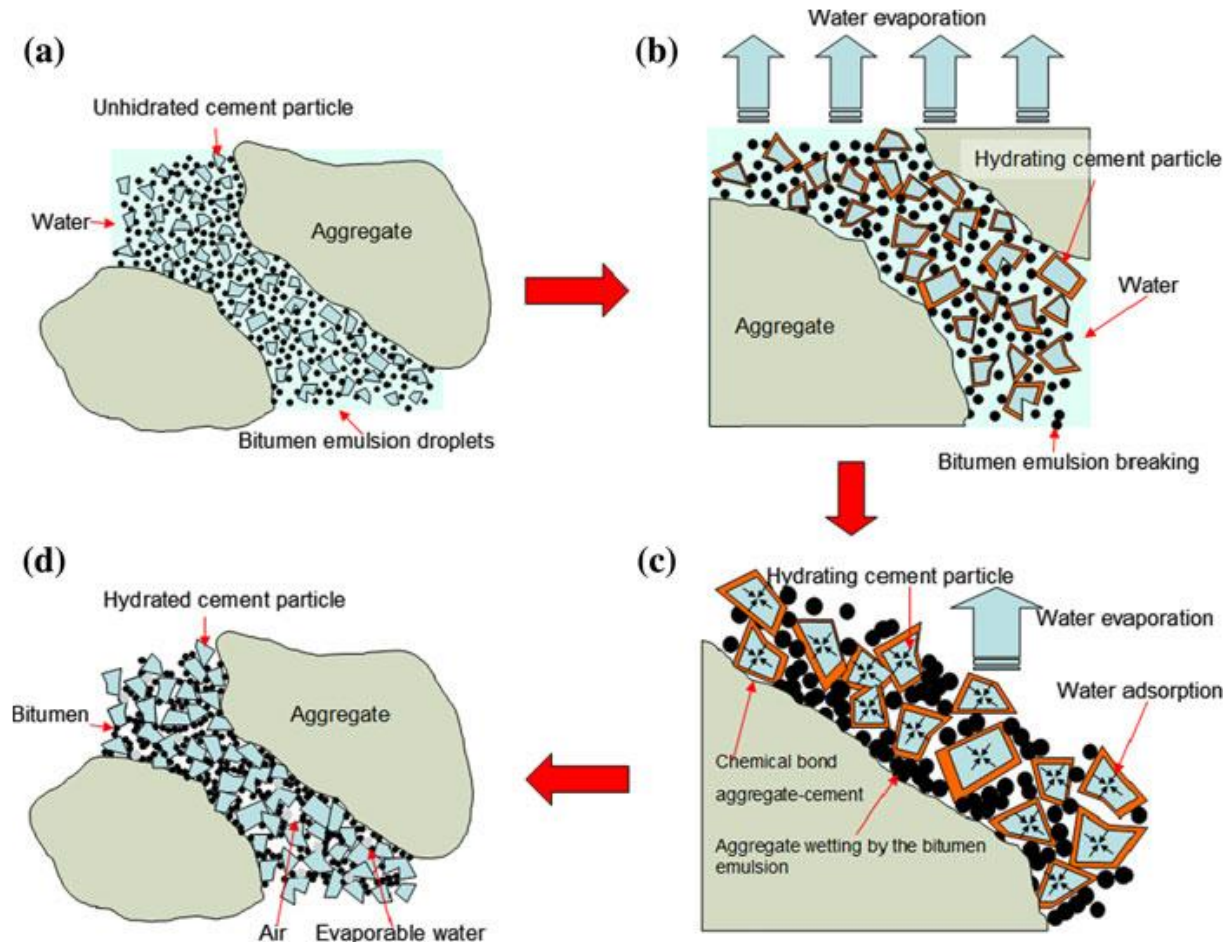 (a)
Unhidrated cement particle
Water
Aggregate
Bitumen emulsion droplets
(b)
Water evaporation
Hydrating cement particle
Aggregate
Water
Bitumen emulsion breaking
(d)
Hydrated cement particle
Bitumen
Aggregate
Air
Evaporable water
(c)
Hydrating cement particle
Water evaporation
Water adsorption
Chemical bond
aggregate-cement
Aggregate wetting by the bitumen
emulsion